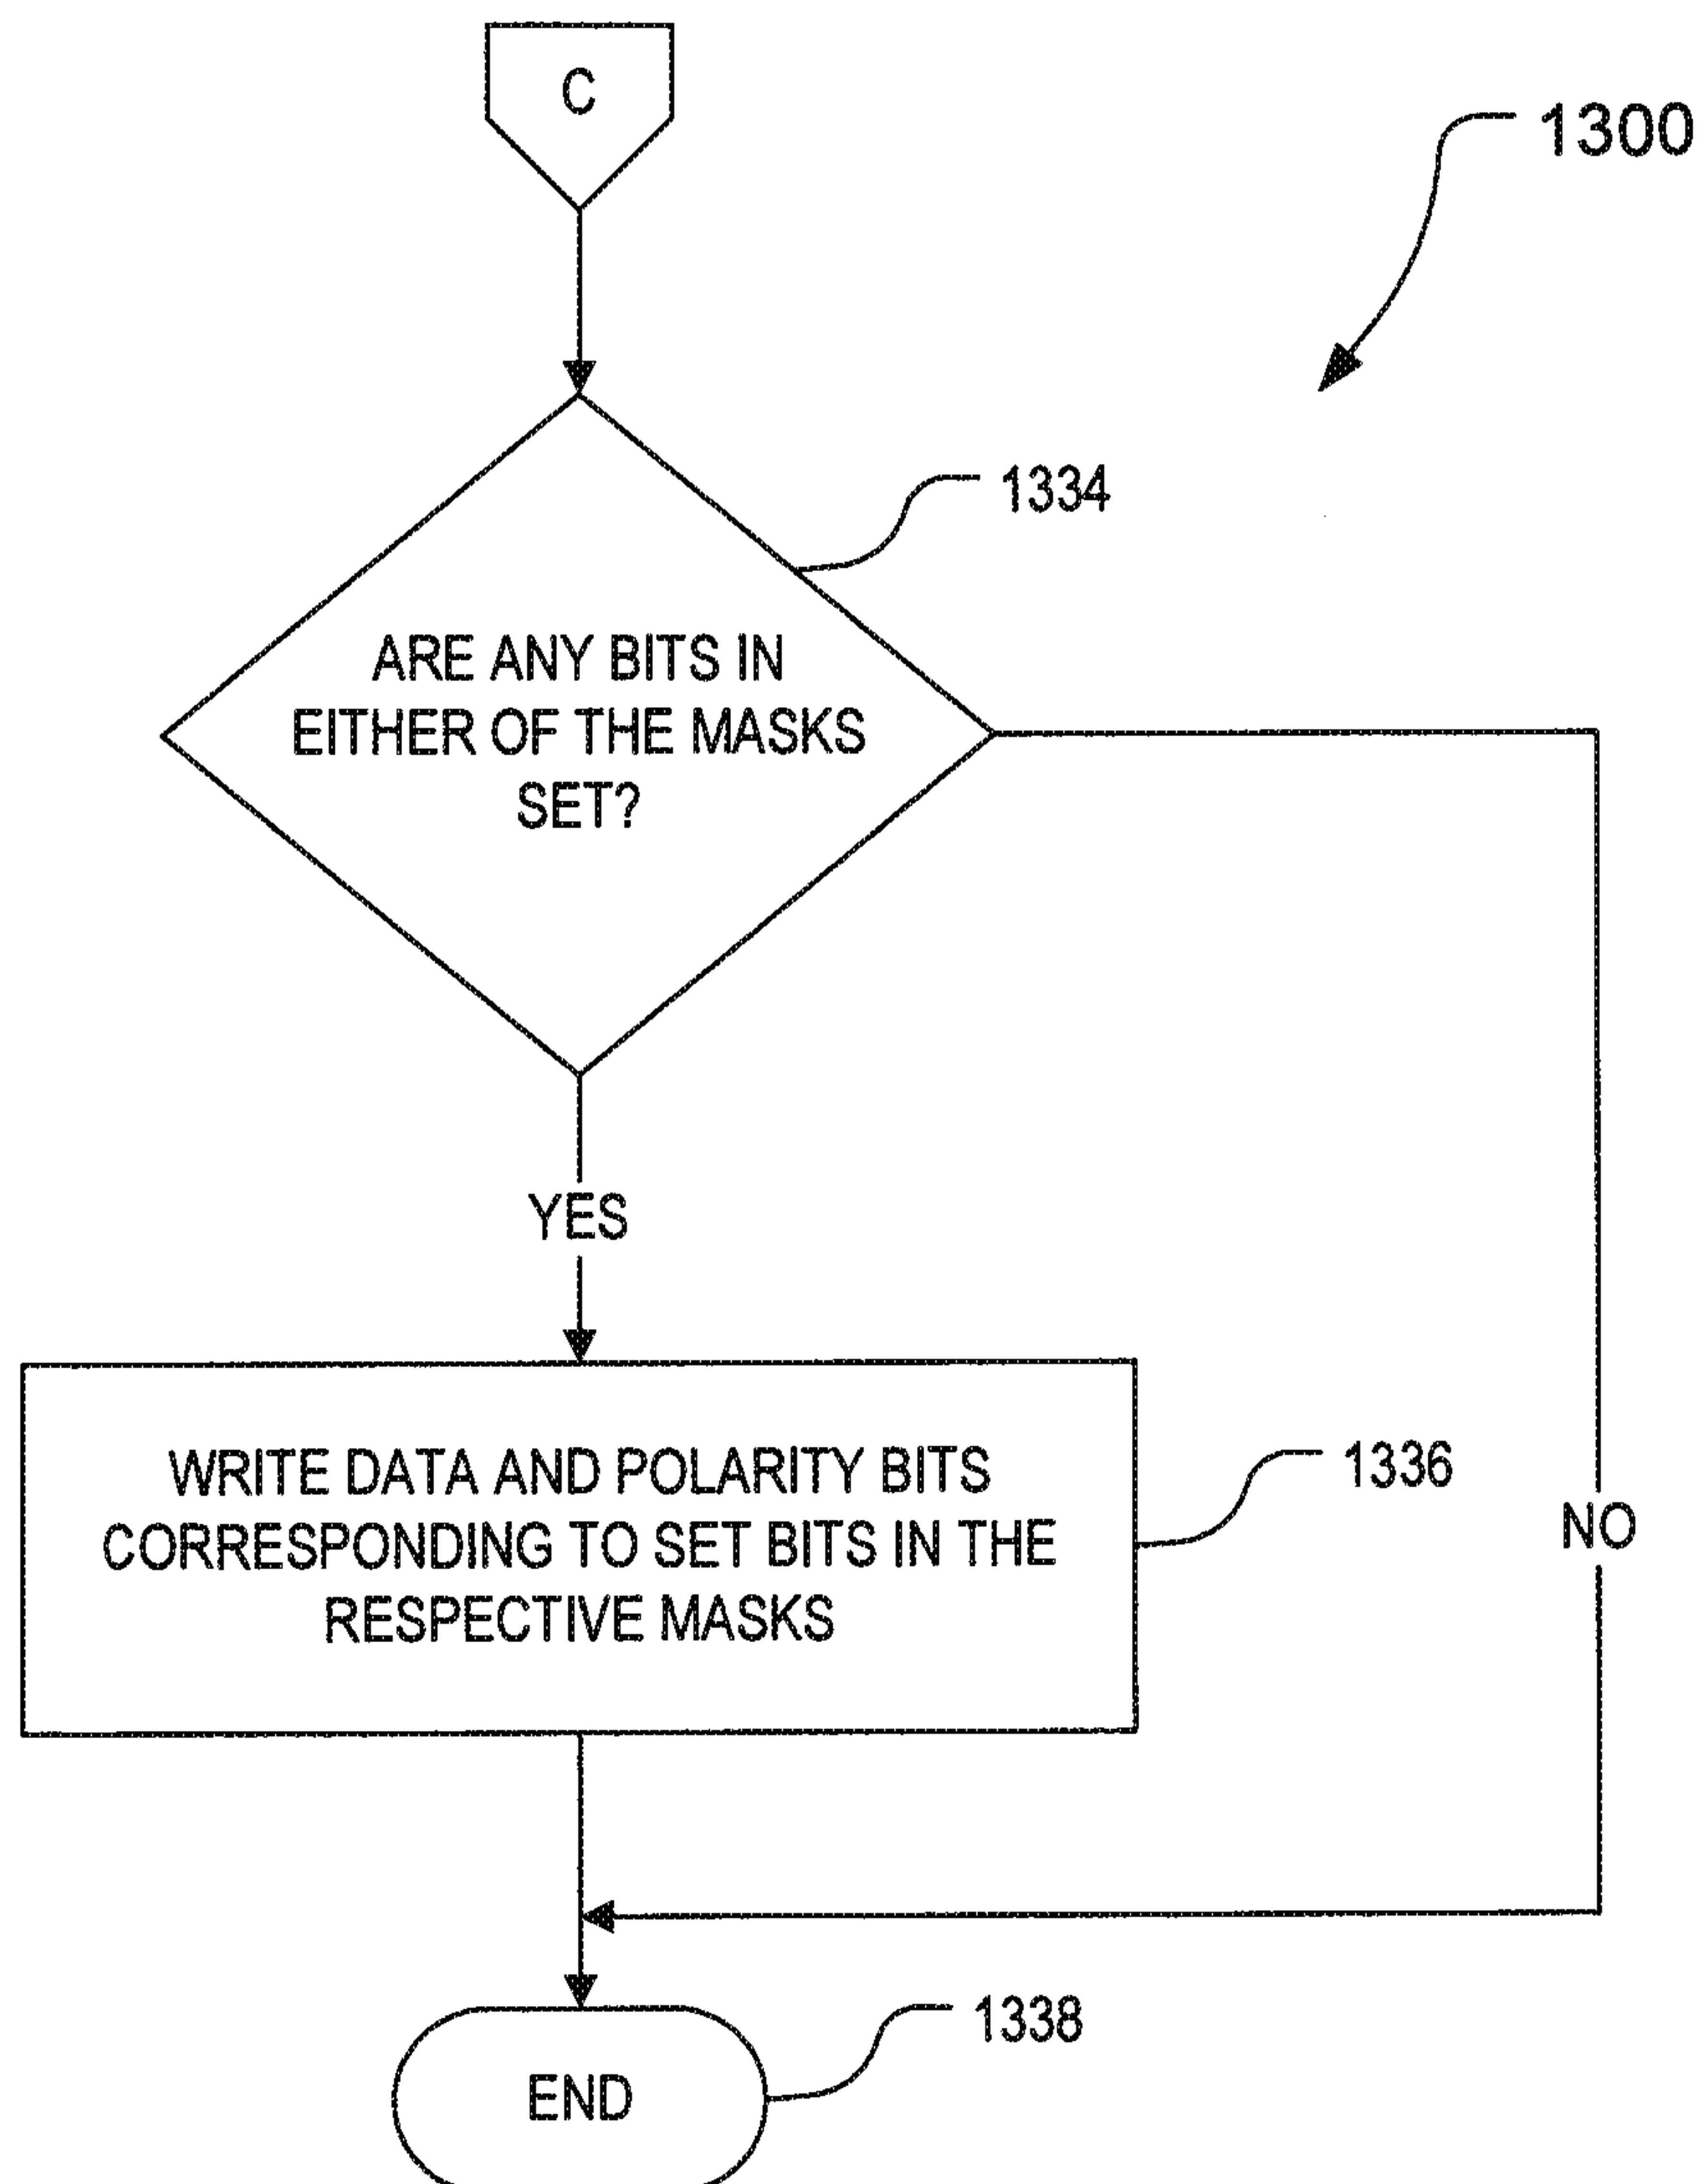 C
1300
1334
ARE ANY BITS IN
EITHER OF THE MASKS
SET?
YES
WRITE DATA AND POLARITY BITS
CORRESPONDING TO SET BITS IN THE
RESPECTIVE MASKS
1336
NO
1338
END